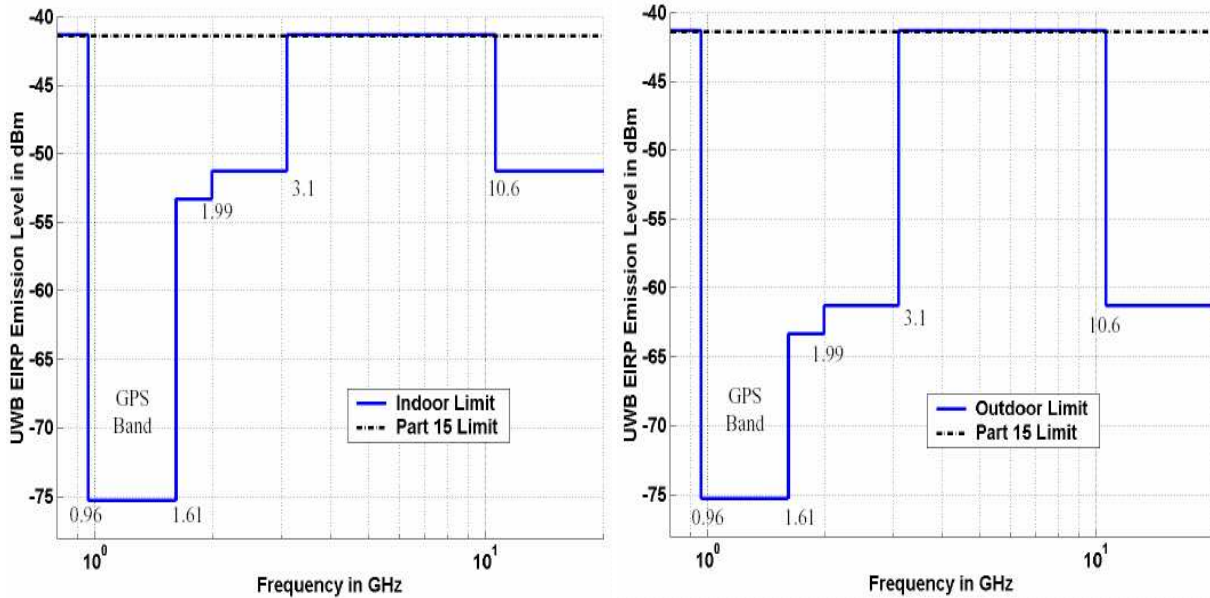 -40
-45
-50
-55
-60
-65
-70
-75
UWB EIRP Emission Level in dBm
1.99
3.1
10.6
GPS
Band
0.96
1.61
Indoor Limit
Part 15 Limit
10^0
10^1
Frequency in GHz
-40
-45
-50
-55
-60
-65
-70
-75
UWB EIRP Emission Level in dBm
1.99
3.1
10.6
GPS
Band
0.96
1.61
Outdoor Limit
Part 15 Limit
10^0
10^1
Frequency in GHz